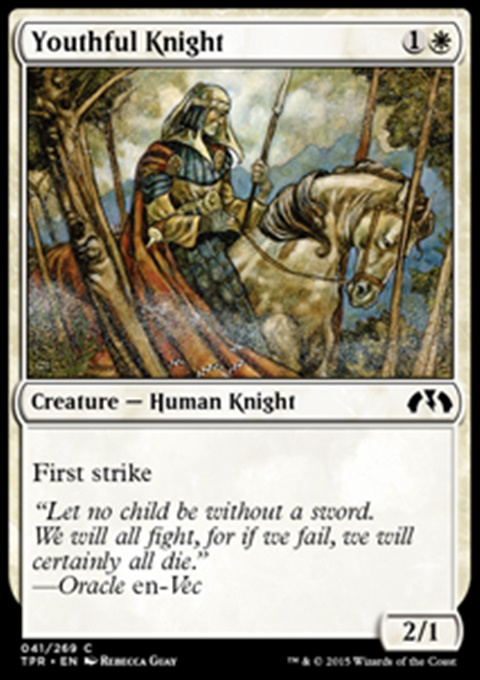 Youthful Knight 1
Creature — Human Knight
First strike
“Let no child be without a sword.
We will all fight, for if we fail, we will
certainly all die.”
—Oracle en-Vec
2/1
041/269 C
TPR • EN Rebecca Guay
™ & © 2015 Wizards of the Coast